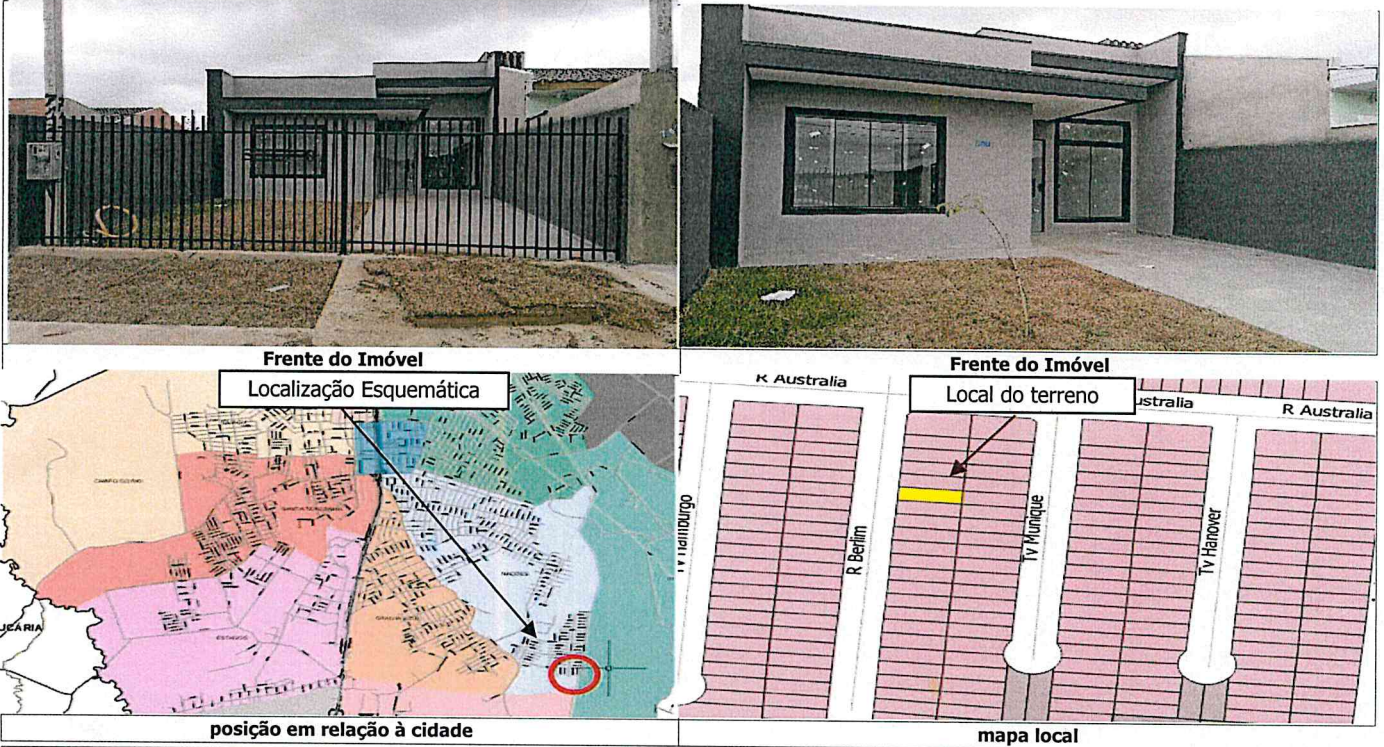 Frente do Imóvel
Frente do Imóvel
Localização Esquemática
UCÁRIA
posição em relação à cidade
R Australia
Local do terreno
ustralia
R Australia
R Berlim
Tv Munique
Tv Hanover
mapa local